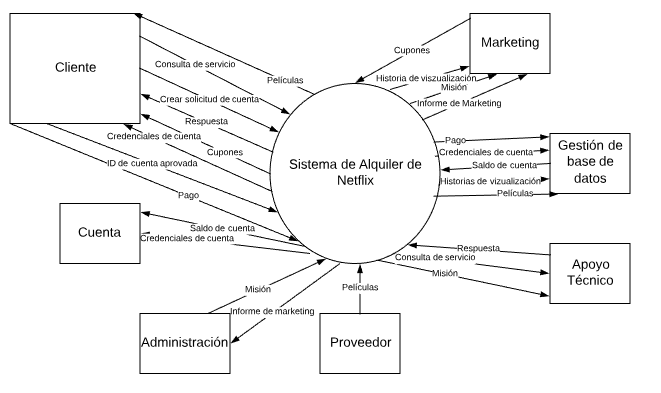 Cliente
Películas
Consulta de servicio
Crear solicitud de cuenta
Respuesta
Credenciales de cuenta
Cupones
ID de cuenta aprovada
Pago
Sistema de Alquiler de
Netflix
Cupones
Marketing
Historia de vizsualización
Misión
Informe de Marketing
Pago
Credenciales de cuenta
Saldo de cuenta
Historias de vizualización
Películas
Gestión de
base de
datos
Cuenta
Saldo de cuenta
Credenciales de cuenta
Respuesta
Consulta de servicio
Misión
Apoyo
Técnico
Misión
Informe de marketing
Películas
Administración
Proveedor